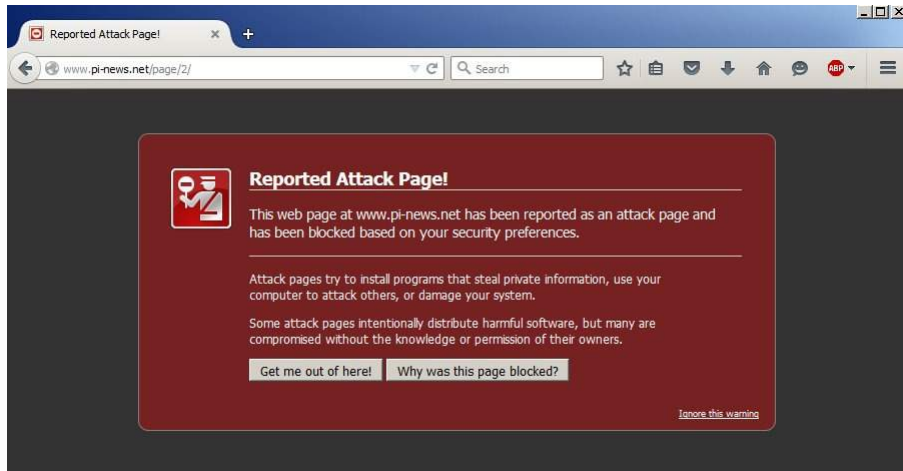 Reported Attack Page!
www.pi-news.net/page/2/
Search
ABP
Reported Attack Page!
This web page at www.pi-news.net has been reported as an attack page and
has been blocked based on your security preferences.
Attack pages try to install programs that steal private information, use your
computer to attack others, or damage your system.
Some attack pages intentionally distribute harmful software, but many are
compromised without the knowledge or permission of their owners.
Get me out of here!
Why was this page blocked?
Ignore this warning